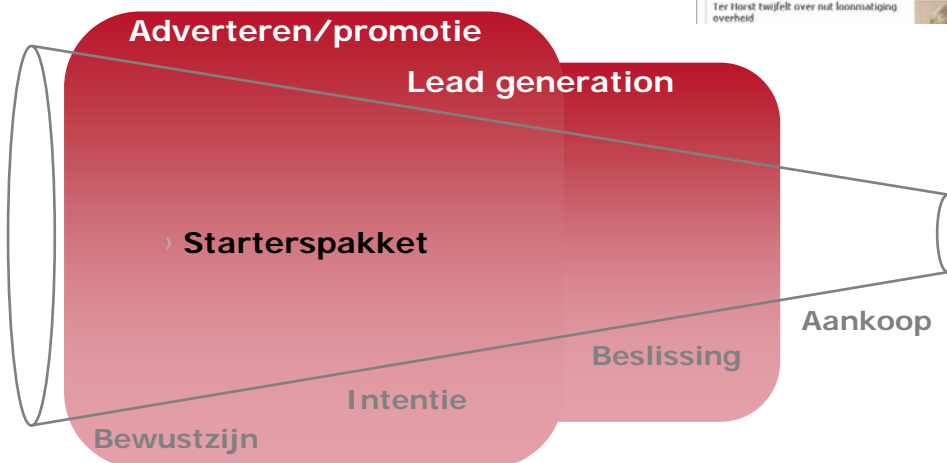 Ter Horst twijfelt over nut loonmatiging
overheid
Adverteren/promotie
Lead generation
› Starterspakket
Aankoop
Beslissing
Intentie
Bewustzijn